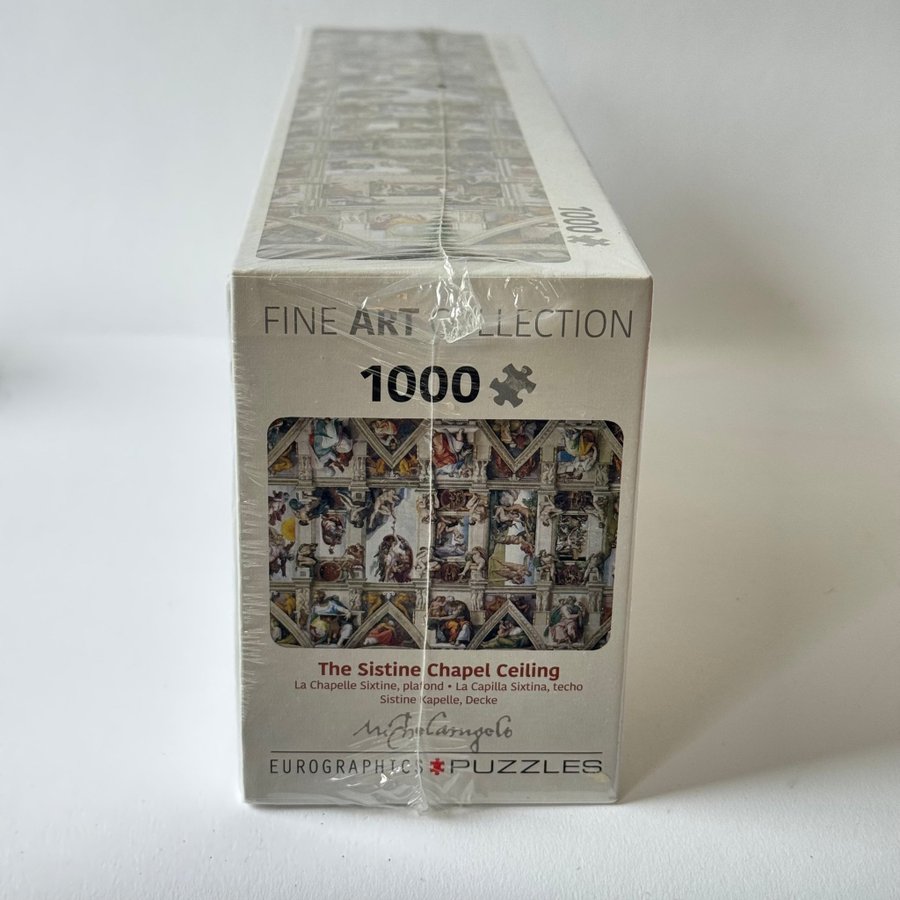 1000
FINE ART COLLECTION
1000
The Sistine Chapel Ceiling
La Chapelle Sixtine, plafond • La Capilla Sixtina, techo
Sistine Kapelle, Decke
Michelangelo
EUROGRAPHICS PUZZLES